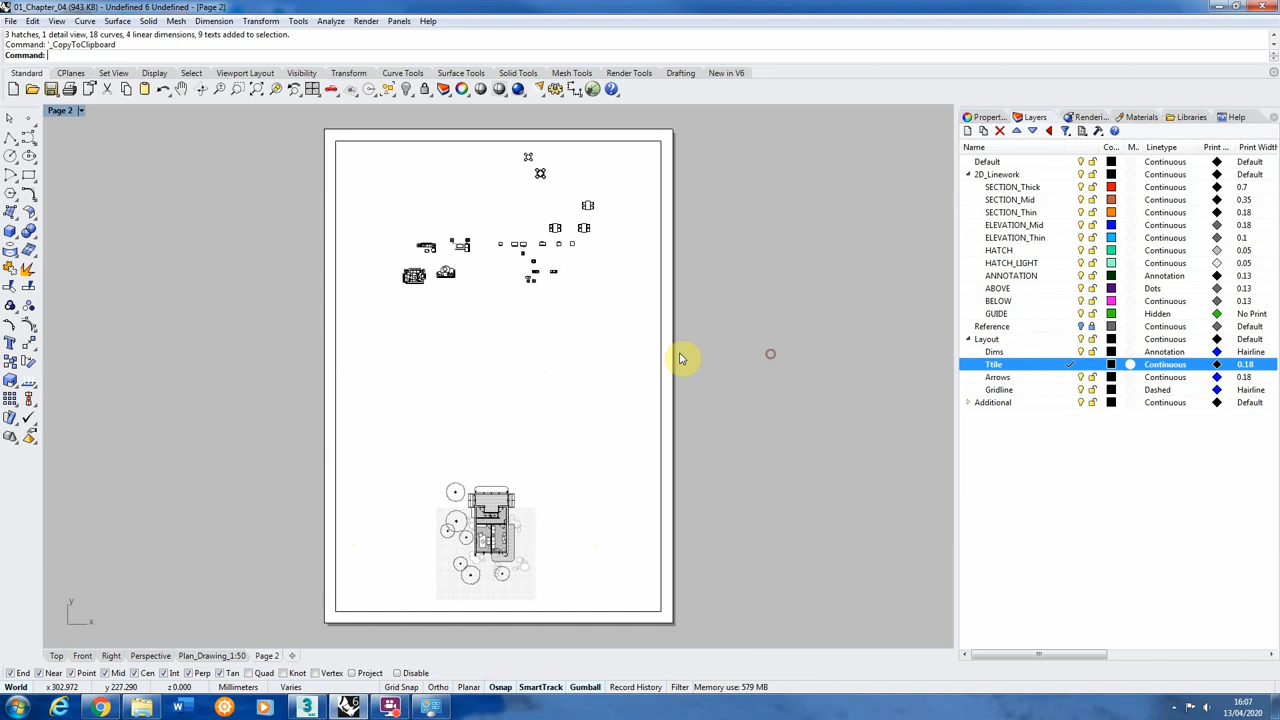 01_Chapter_04 (943 KB) - Undefined 6 Undefined - [Page 2]
File Edit View Curve Surface Solid Mesh Dimension Transform Tools Analyze Render Panels Help
3 hatches, 1 detail view, 18 curves, 4 linear dimensions, 9 texts added to selection.
Command: '_CopyToClipboard
Command:
Standard CPlanes Set View Display Select Viewport Layout Visibility Transform Curve Tools Surface Tools Solid Tools Mesh Tools Render Tools Drafting New in V6
Page 2
Propert... Layers Renderi... Materials Libraries Help
Name Co... M.. Linetype Print ... Print Width
Default Continuous Default
2D_Linework Continuous Default
SECTION_Thick Continuous 0.7
SECTION_Mid Continuous 0.35
SECTION_Thin Continuous 0.18
ELEVATION_Mid Continuous 0.18
ELEVATION_Thin Continuous 0.1
HATCH Continuous 0.05
HATCH_LIGHT Continuous 0.05
ANNOTATION Annotation 0.13
ABOVE Dots 0.13
BELOW Continuous 0.13
GUIDE Hidden No Print
Reference Continuous Default
Layout Continuous Default
Dims Annotation Hairline
Ttile Continuous 0.18
Arrows Continuous 0.18
Gridline Dashed Hairline
Additional Continuous Default
y
x
Top Front Right Perspective Plan_Drawing_1:50 Page 2
End Near Point Mid Cen Int Perp Tan Quad Knot Vertex Project Disable
World x 302.972 y 227.290 z 0.000 Millimeters Varies Grid Snap Ortho Planar Osnap SmartTrack Gumball Record History Filter Memory use: 579 MB
16:07
13/04/2020